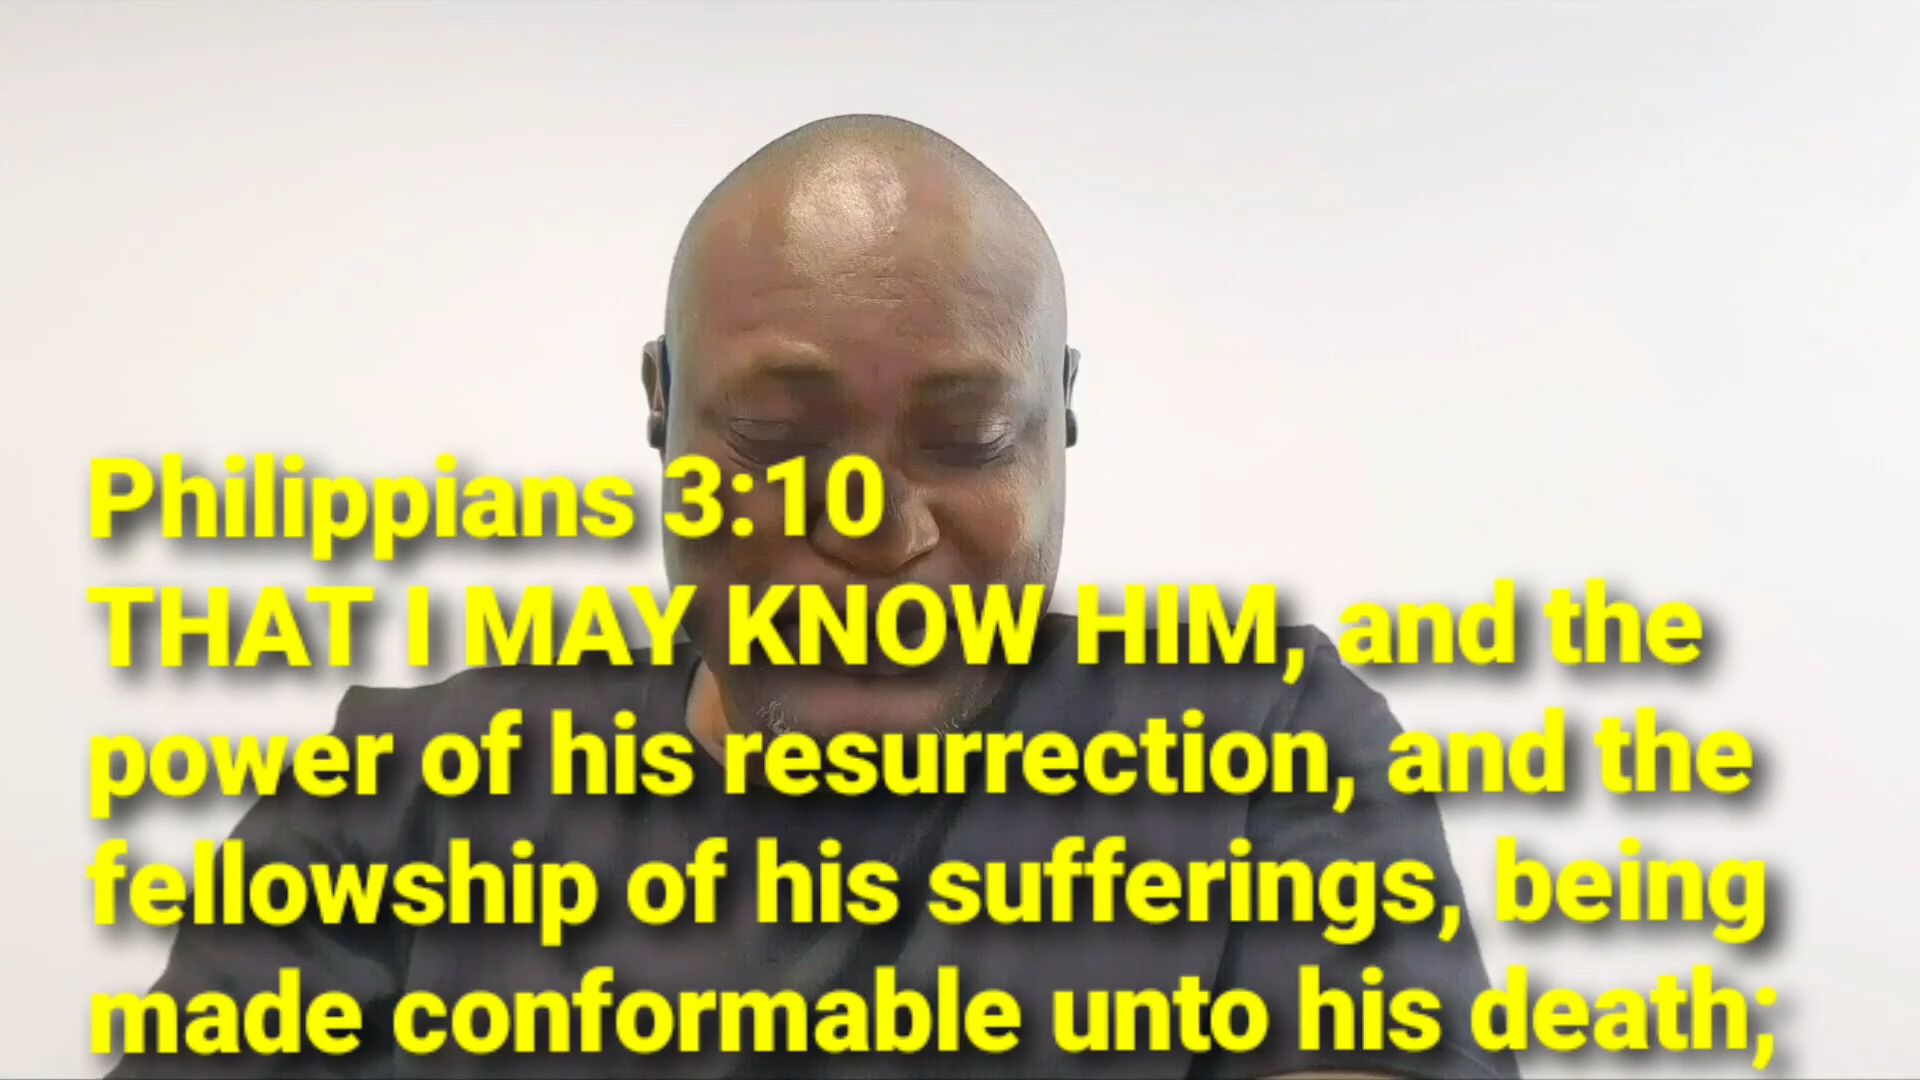 Philippians 3:10
THAT I MAY KNOW HIM, and the
power of his resurrection, and the
fellowship of his sufferings, being
made conformable unto his death;